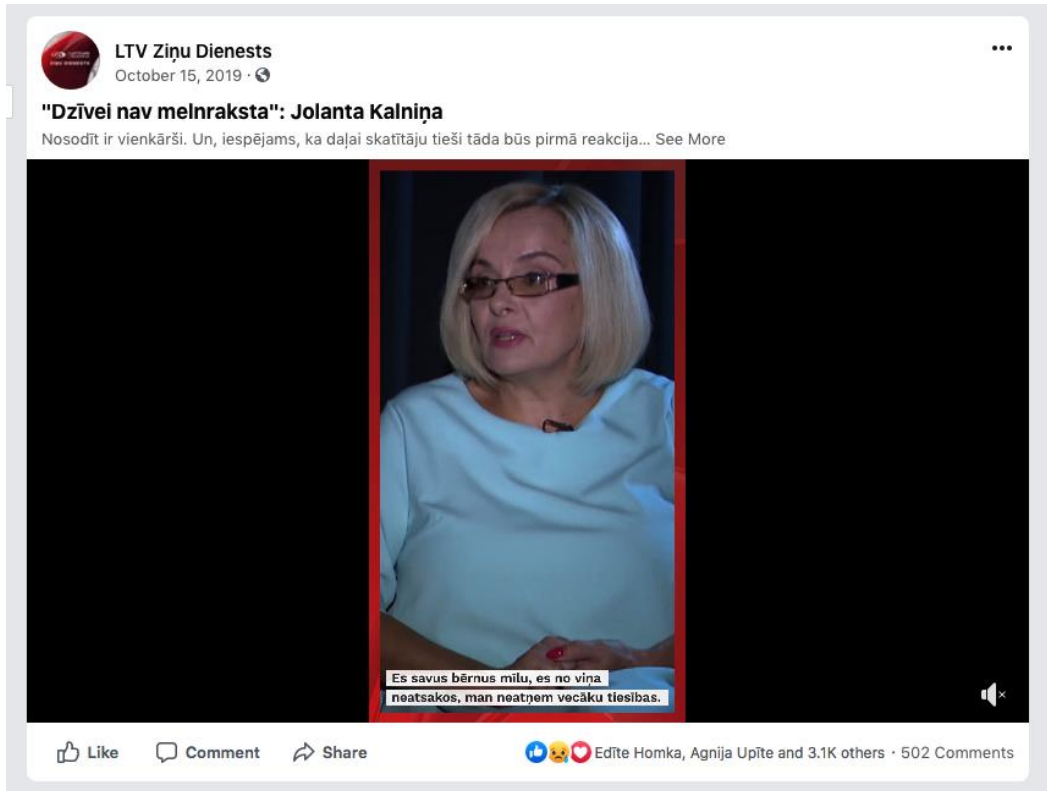 LTV Ziņu Dienests
October 15, 2019 ·
"Dzīvei nav melnraksta": Jolanta Kalniņa
Nosodīt ir vienkārši. Un, iespējams, ka daļai skatītāju tieši tāda būs pirmā reakcija... See More
Es savus bērnus mīlu, es no viņa
neatsakos, man neatņem vecāku tiesības.
Like Comment Share Edīte Homka, Agnija Upīte and 3.1K others · 502 Comments